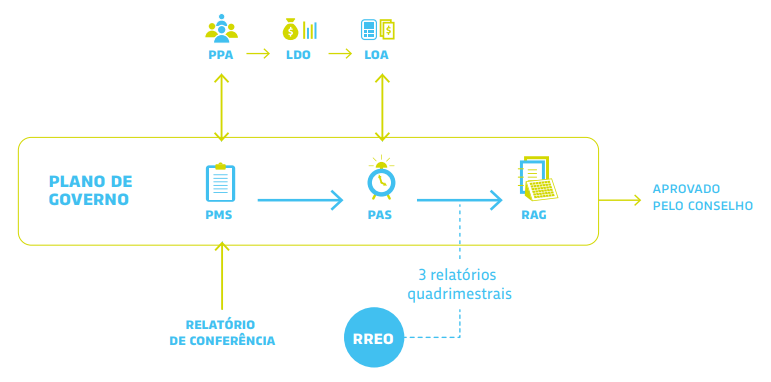 PPA
LDO
LOA
PLANO DE
GOVERNO
PMS
PAS
RAG
APROVADO
PELO CONSELHO
3 relatórios
quadrimestrais
RELATÓRIO
DE CONFERÊNCIA
RREO